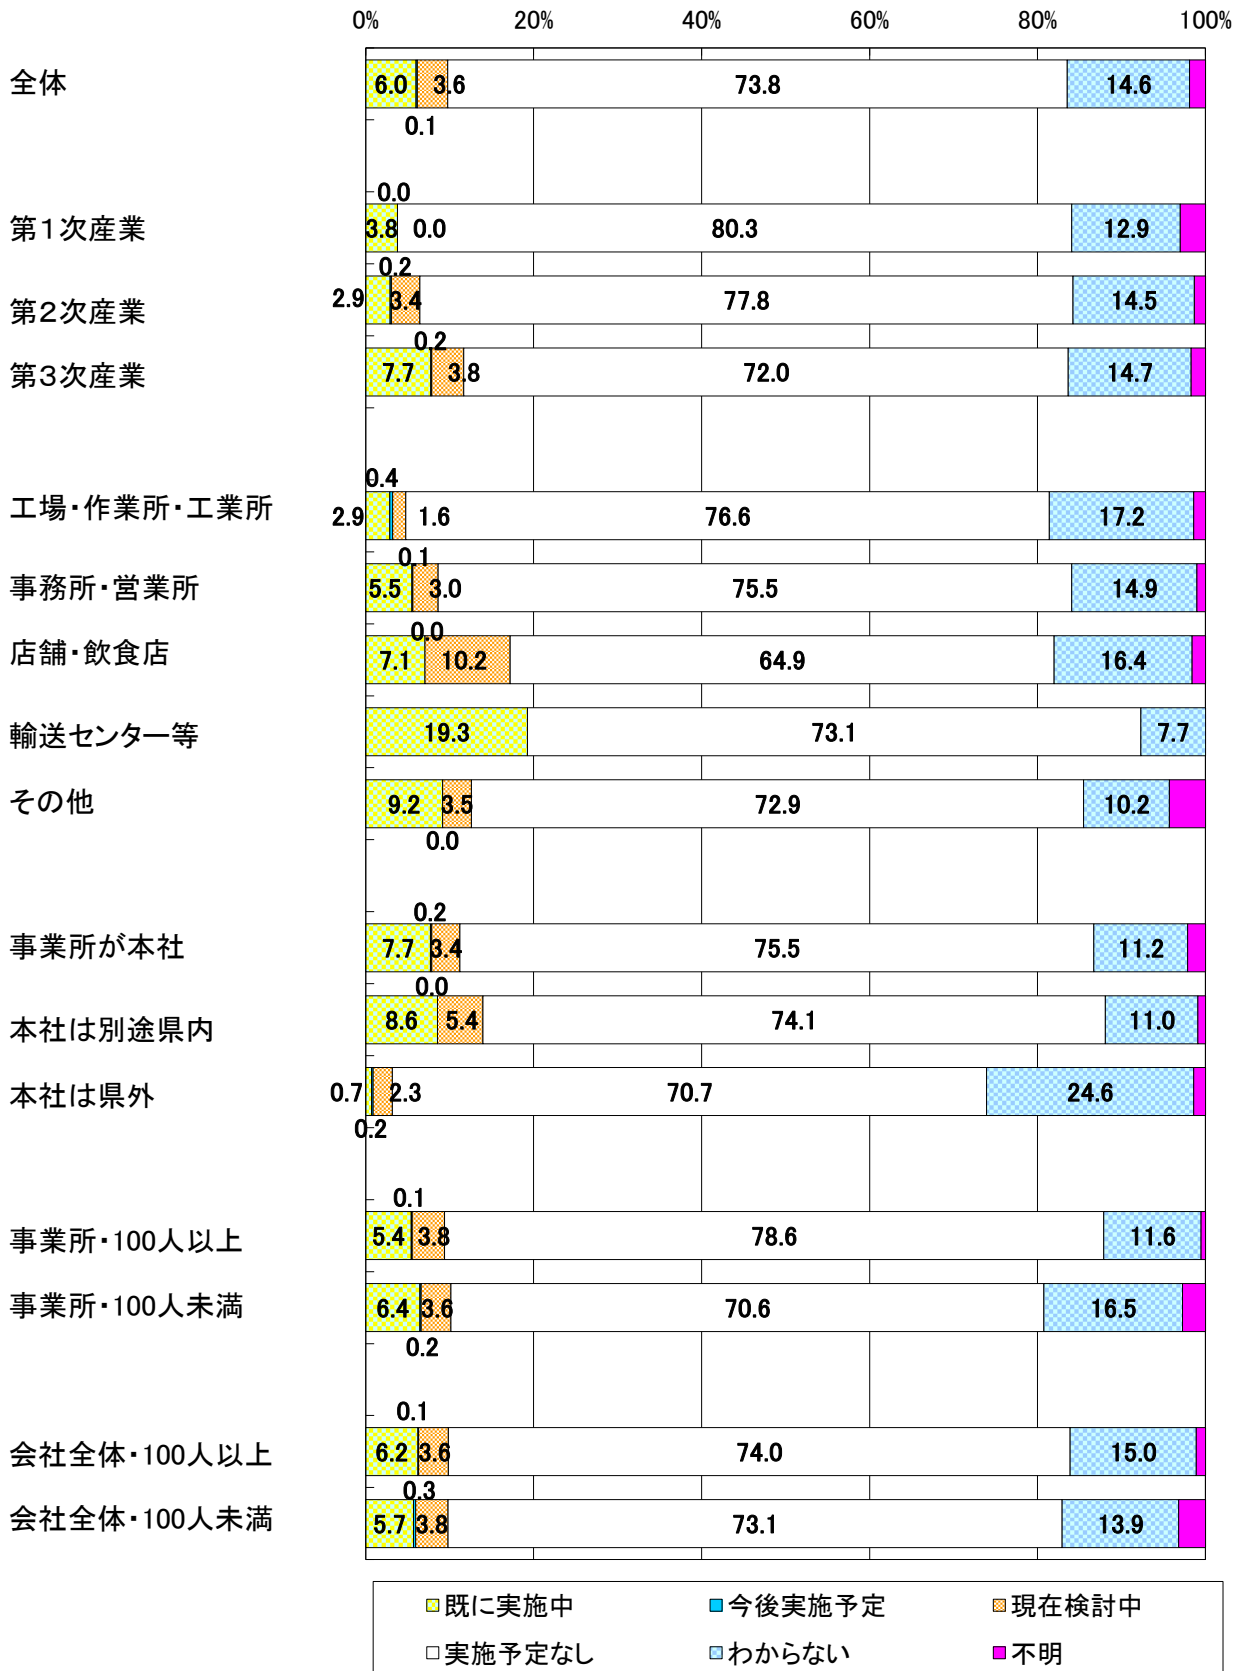 0% 20% 40% 60% 80% 100%
全体 6.0 3.6 73.8 14.6
0.1
0.0
第1次産業 3.8 0.0 80.3 12.9
0.2
第2次産業 2.9 3.4 77.8 14.5
0.2
第3次産業 7.7 3.8 72.0 14.7
0.4
工場・作業所・工業所 2.9 1.6 76.6 17.2
0.1
事務所・営業所 5.5 3.0 75.5 14.9
0.0
店舗・飲食店 7.1 10.2 64.9 16.4
輸送センター等 19.3 73.1 7.7
その他 9.2 3.5 72.9 10.2
0.0
0.2
事業所が本社 7.7 3.4 75.5 11.2
0.0
本社は別途県内 8.6 5.4 74.1 11.0
本社は県外 0.7 2.3 70.7 24.6
0.2
0.1
事業所・100人以上 5.4 3.8 78.6 11.6
事業所・100人未満 6.4 3.6 70.6 16.5
0.2
0.1
会社全体・100人以上 6.2 3.6 74.0 15.0
0.3
会社全体・100人未満 5.7 3.8 73.1 13.9
既に実施中 今後実施予定 現在検討中
実施予定なし わからない 不明